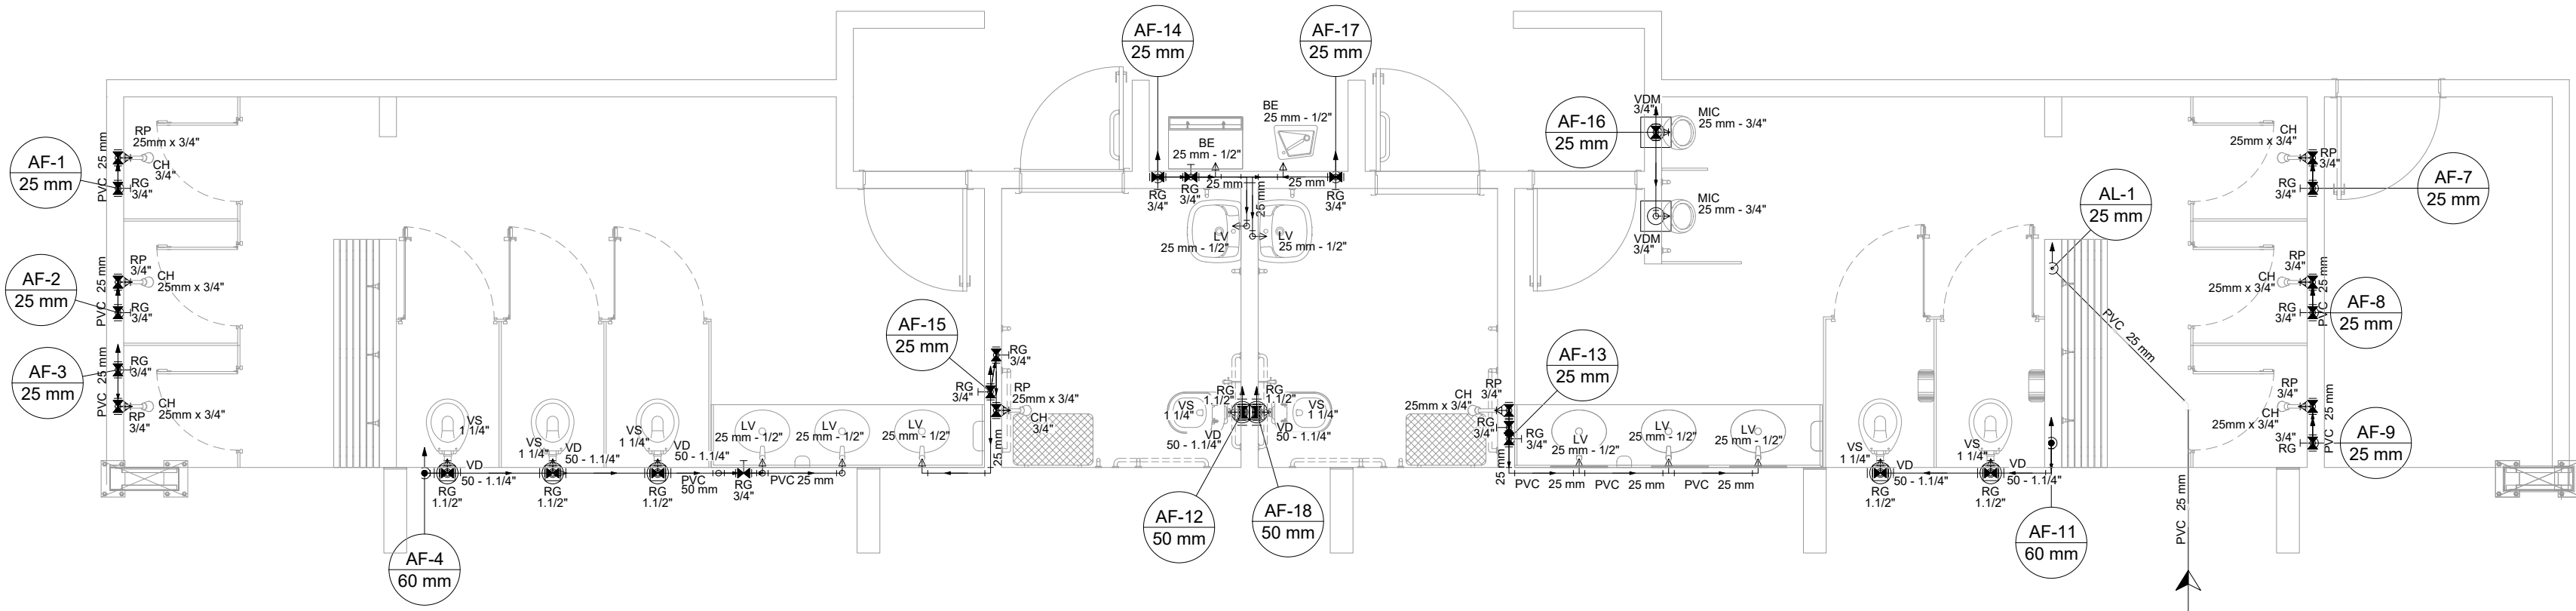 AF-14
25 mm
AF-17
25 mm
AF-1
25 mm
PVC 25 mm
RP
25mm x 3/4"
CH
3/4"
RG
3/4"
AF-2
25 mm
PVC 25 mm
RP
3/4"
CH
25mm x 3/4"
RG
3/4"
AF-3
25 mm
PVC 25 mm
RG
3/4"
CH
25mm x 3/4"
RP
3/4"
AF-4
60 mm
VS
1 1/4"
VD
50 - 1.1/4"
RG
1.1/2"
VS
1 1/4"
VD
50 - 1.1/4"
RG
1.1/2"
VS
1 1/4"
VD
50 - 1.1/4"
RG
1.1/2"
PVC
50 mm
RG
3/4"
PVC 25 mm
LV
25 mm - 1/2"
LV
25 mm - 1/2"
LV
25 mm - 1/2"
AF-15
25 mm
RG
3/4"
RG
3/4"
RP
25mm x 3/4"
CH
3/4"
25 mm
BE
25 mm - 1/2"
BE
25 mm - 1/2"
RG
3/4"
RG
3/4"
25 mm
25 mm
RG
3/4"
25 mm
LV
25 mm - 1/2"
LV
25 mm - 1/2"
RG
1.1/2"
RG
1.1/2"
VS
1 1/4"
VS
1 1/4"
VD
50 - 1.1/4"
VD
50 - 1.1/4"
AF-12
50 mm
AF-18
50 mm
AF-16
25 mm
VDM
3/4"
MIC
25 mm - 3/4"
MIC
25 mm - 3/4"
VDM
3/4"
AF-13
25 mm
CH
25mm x 3/4"
RP
3/4"
RG
3/4"
RG
3/4"
25 mm
LV
25 mm - 1/2"
LV
25 mm - 1/2"
LV
25 mm - 1/2"
PVC 25 mm
PVC 25 mm
PVC 25 mm
VS
1 1/4"
VD
50 - 1.1/4"
RG
1.1/2"
VS
1 1/4"
VD
50 - 1.1/4"
RG
1.1/2"
AF-11
60 mm
AL-1
25 mm
PVC 25 mm
PVC 25 mm
CH
25mm x 3/4"
RP
3/4"
RG
3/4"
AF-7
25 mm
RP
3/4"
CH
25mm x 3/4"
RG
3/4"
PVC 25 mm
AF-8
25 mm
RP
3/4"
CH
25mm x 3/4"
3/4"
RG
PVC 25 mm
AF-9
25 mm